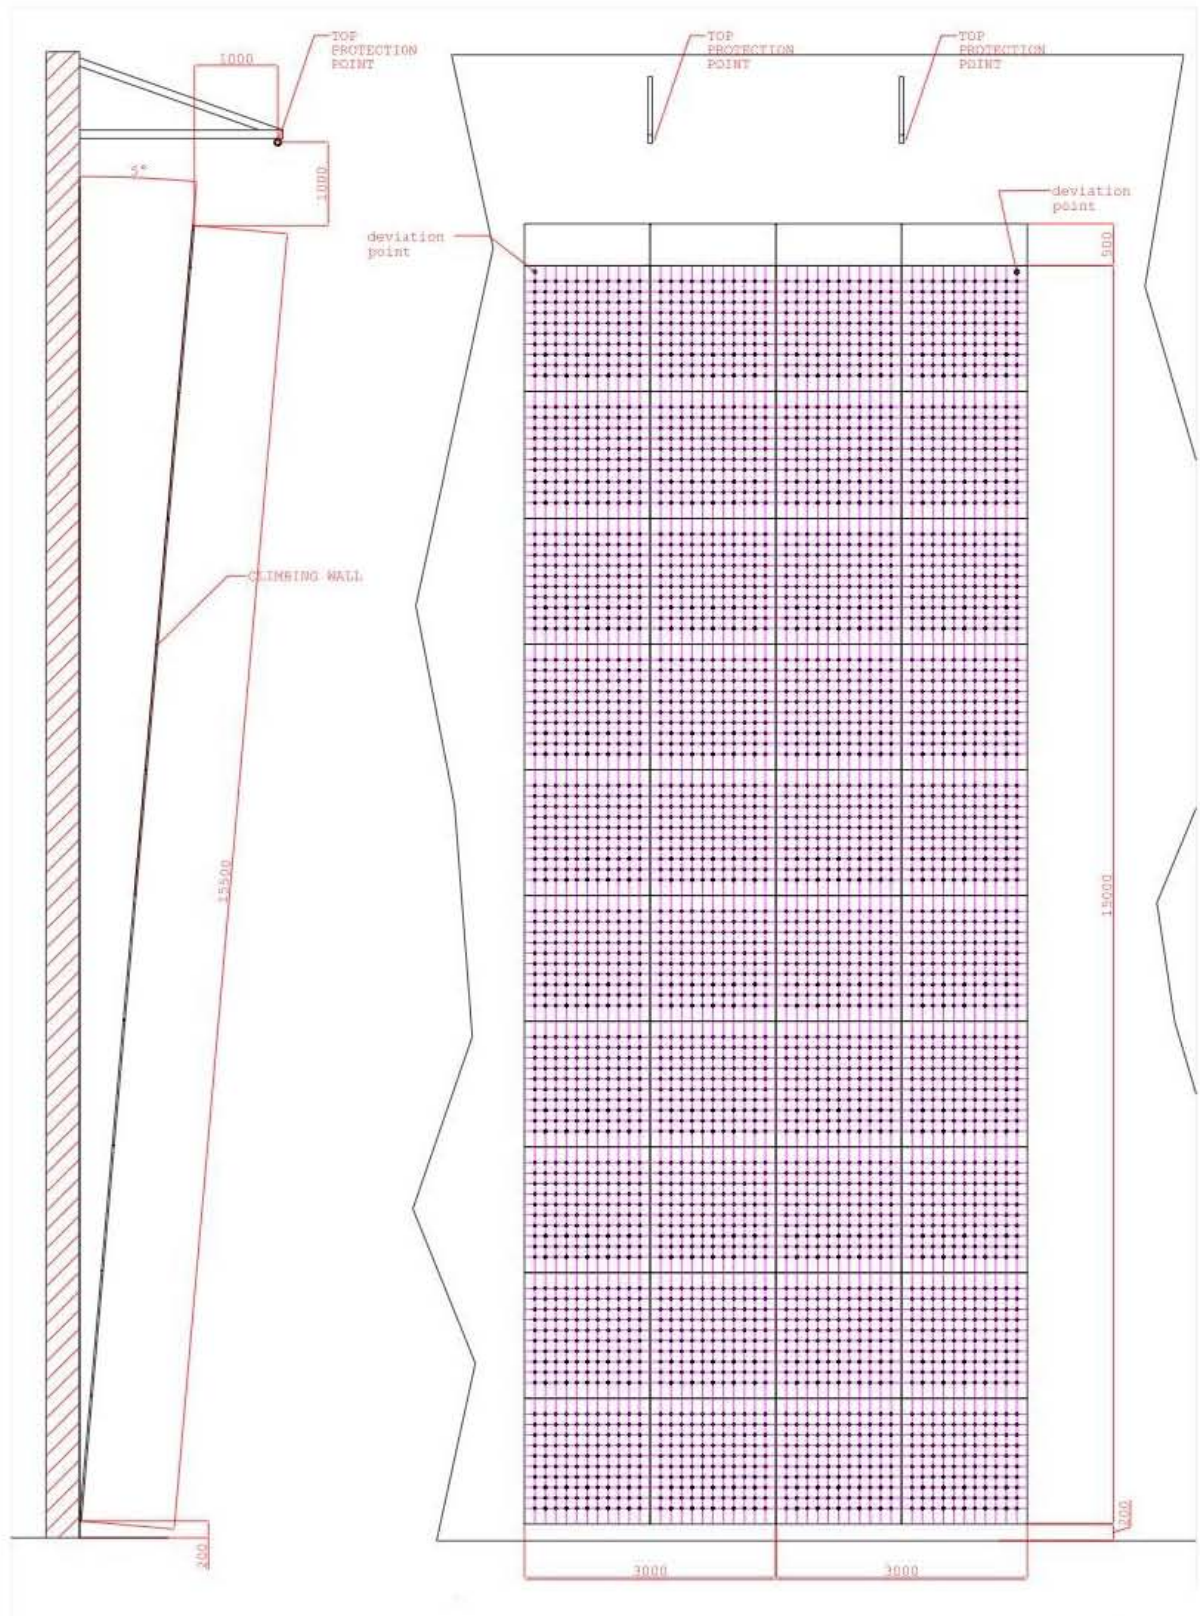 TOP
PROTECTION
POINT
1000
TOP
PROTECTION
POINT
TOP
PROTECTION
POINT
5°
1000
deviation
point
deviation
point
500
CLIMBING WALL
15500
15000
200
200
3000
3000